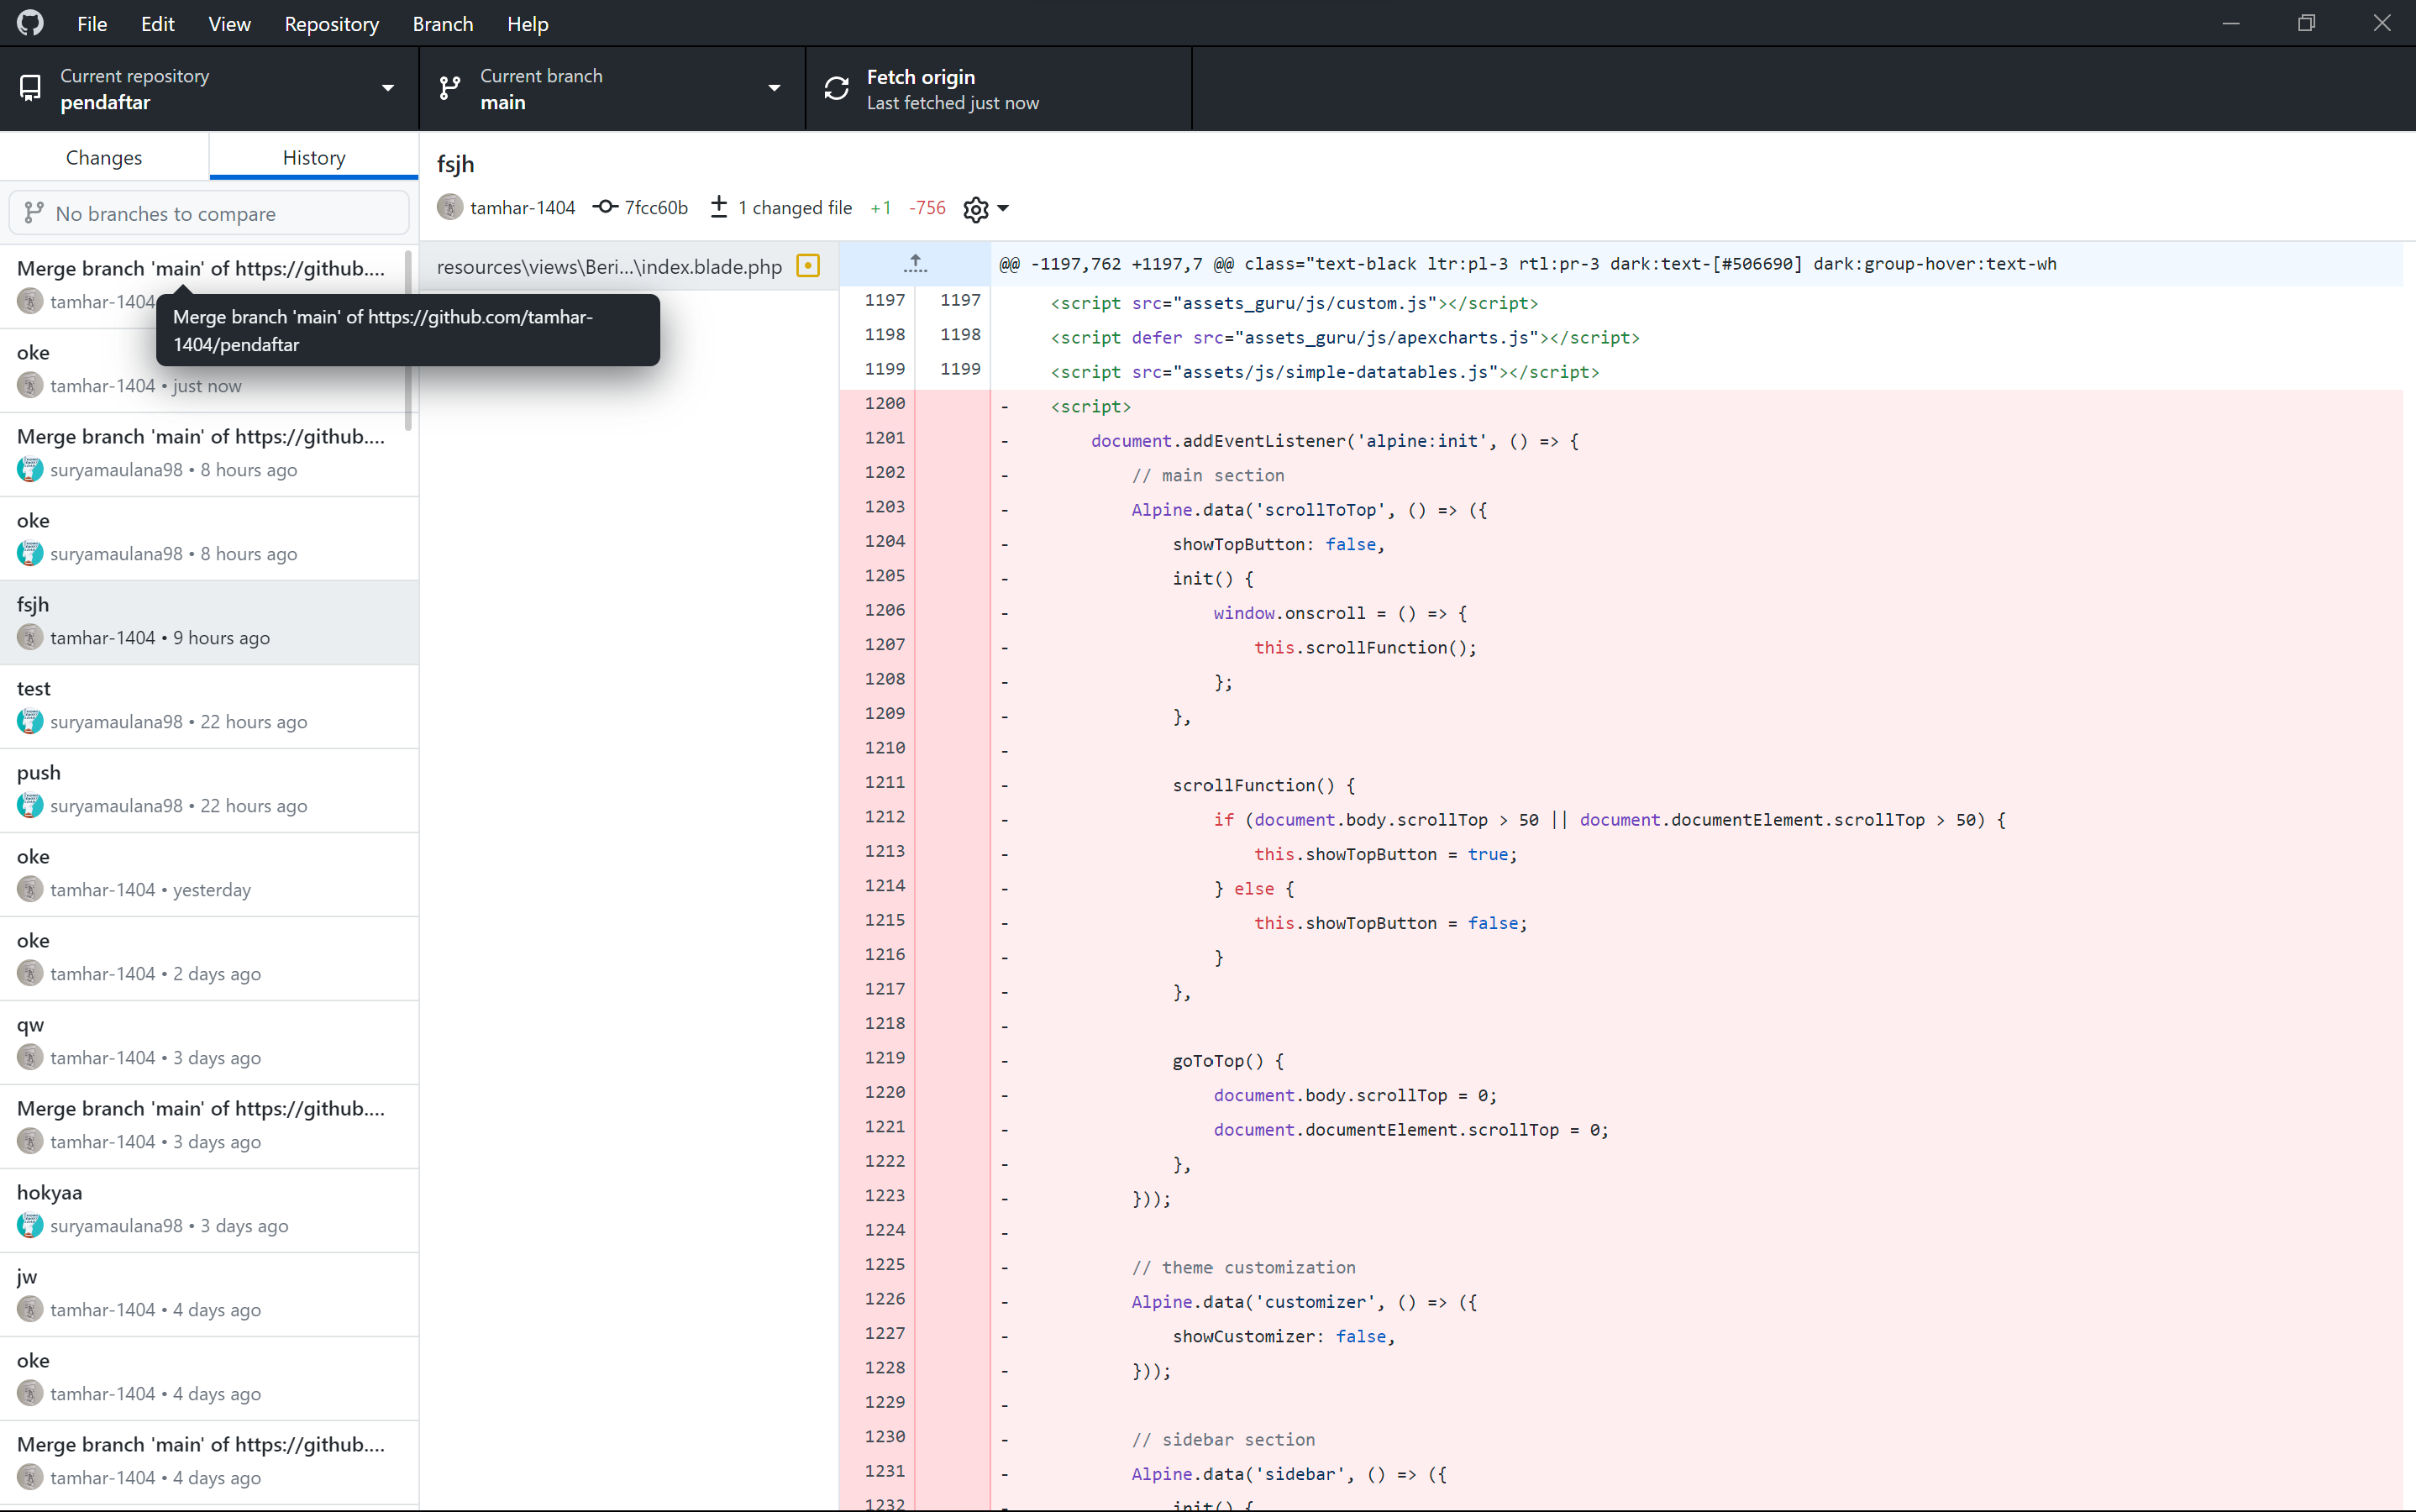 File Edit View Repository Branch Help
Current repository
pendaftar
Current branch
main
Fetch origin
Last fetched just now
Changes
History
No branches to compare
Merge branch 'main' of https://github....
tamhar-1404
Merge branch 'main' of https://github.com/tamhar-
1404/pendaftar
oke
tamhar-1404 • just now
Merge branch 'main' of https://github....
suryamaulana98 • 8 hours ago
oke
suryamaulana98 • 8 hours ago
fsjh
tamhar-1404 • 9 hours ago
test
suryamaulana98 • 22 hours ago
push
suryamaulana98 • 22 hours ago
oke
tamhar-1404 • yesterday
oke
tamhar-1404 • 2 days ago
qw
tamhar-1404 • 3 days ago
Merge branch 'main' of https://github....
tamhar-1404 • 3 days ago
hokyaa
suryamaulana98 • 3 days ago
jw
tamhar-1404 • 4 days ago
oke
tamhar-1404 • 4 days ago
Merge branch 'main' of https://github....
tamhar-1404 • 4 days ago
fsjh
tamhar-1404 7fcc60b 1 changed file +1 -756
resources\views\Beri...\index.blade.php
@@ -1197,762 +1197,7 @@ class="text-black ltr:pl-3 rtl:pr-3 dark:text-[#506690] dark:group-hover:text-wh
1197 1197 <script src="assets_guru/js/custom.js"></script>
1198 1198 <script defer src="assets_guru/js/apexcharts.js"></script>
1199 1199 <script src="assets/js/simple-datatables.js"></script>
1200 - <script>
1201 - document.addEventListener('alpine:init', () => {
1202 - // main section
1203 - Alpine.data('scrollToTop', () => ({
1204 - showTopButton: false,
1205 - init() {
1206 - window.onscroll = () => {
1207 - this.scrollFunction();
1208 - };
1209 - },
1210 -
1211 - scrollFunction() {
1212 - if (document.body.scrollTop > 50 || document.documentElement.scrollTop > 50) {
1213 - this.showTopButton = true;
1214 - } else {
1215 - this.showTopButton = false;
1216 - }
1217 - },
1218 -
1219 - goToTop() {
1220 - document.body.scrollTop = 0;
1221 - document.documentElement.scrollTop = 0;
1222 - },
1223 - }));
1224 -
1225 - // theme customization
1226 - Alpine.data('customizer', () => ({
1227 - showCustomizer: false,
1228 - }));
1229 -
1230 - // sidebar section
1231 - Alpine.data('sidebar', () => ({
1232 - init() {